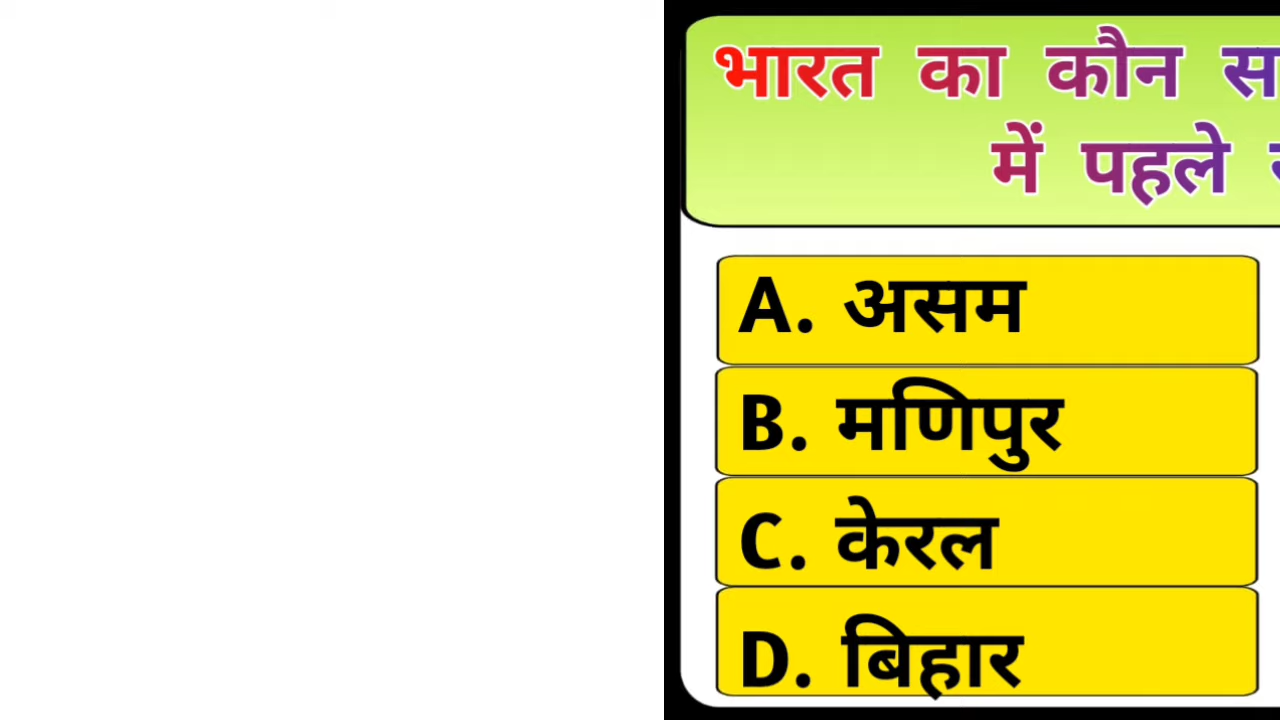 भारत का कौन
में पहले
A. असम
B. मणिपुर
C. केरल
D. बिहार